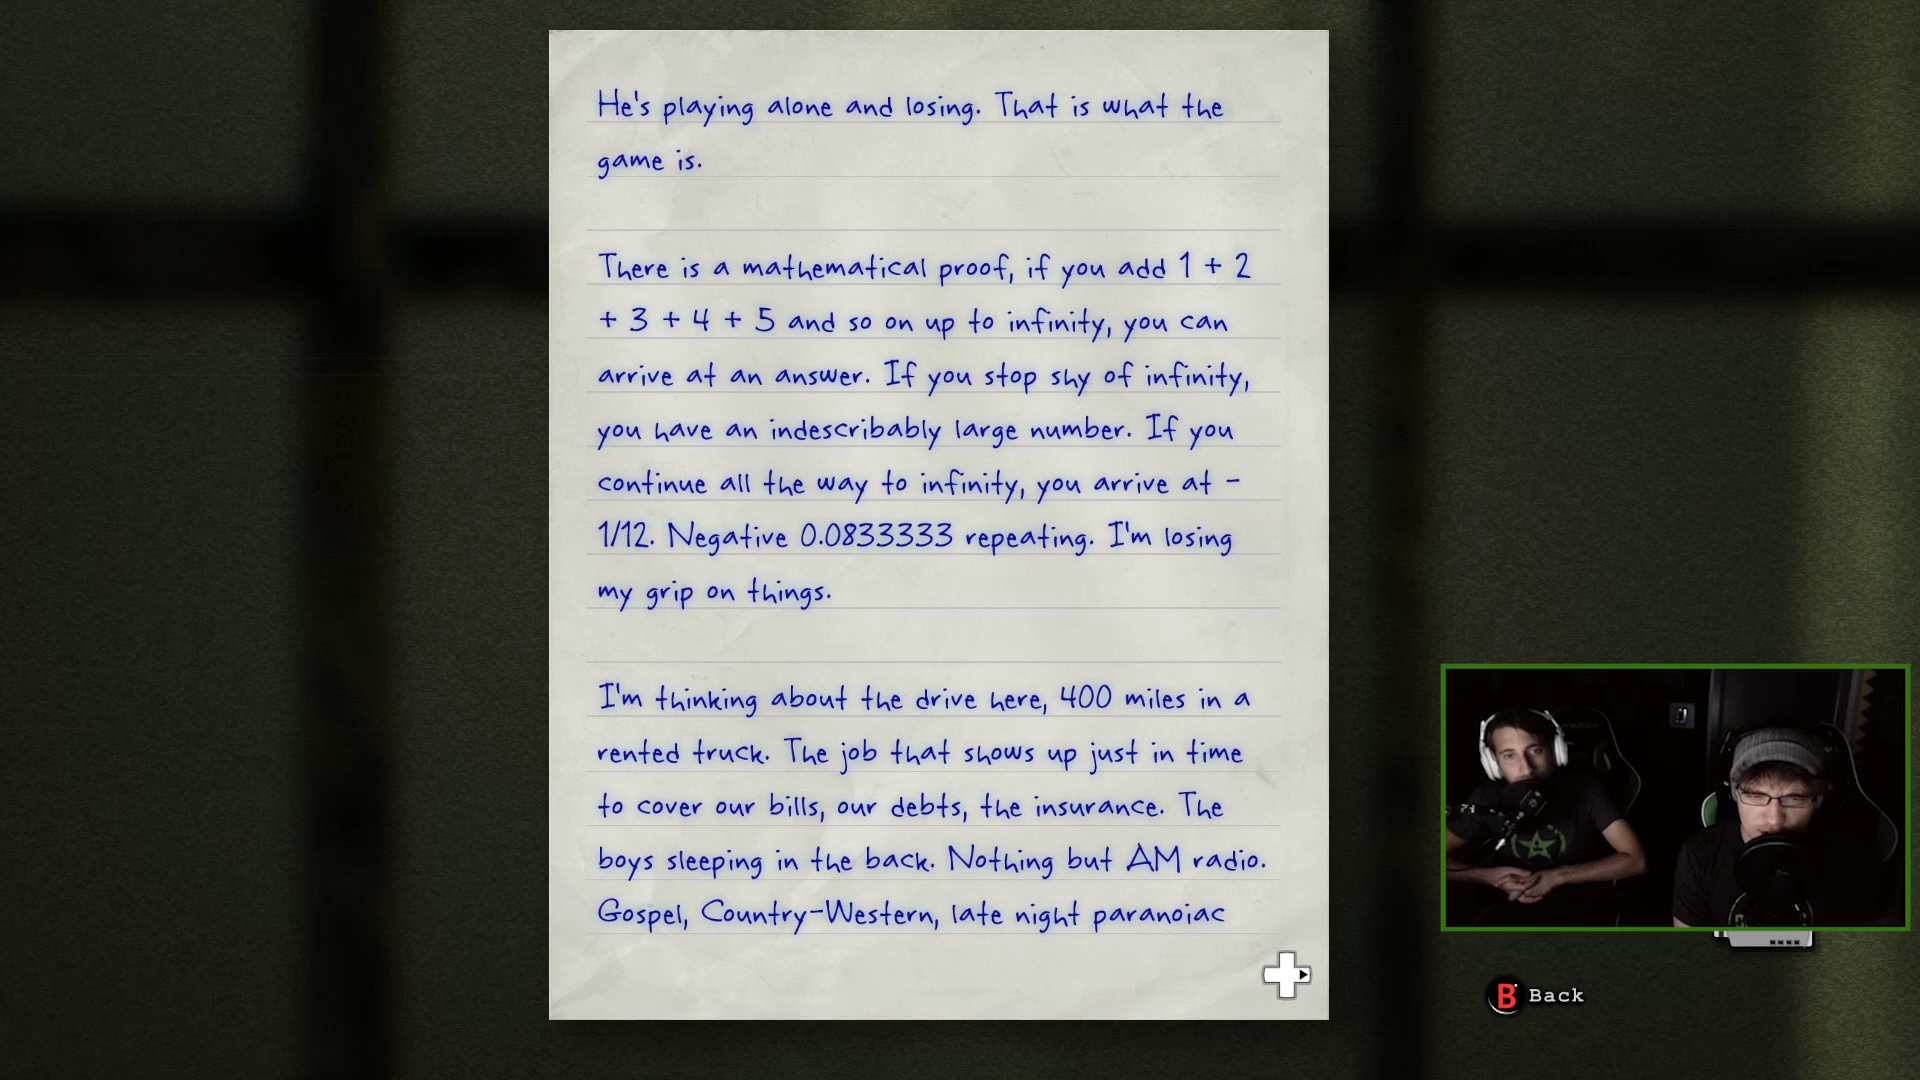 He's playing alone and losing. That is what the
game is.
There is a mathematical proof, if you add 1 + 2
+ 3 + 4 + 5 and so on up to infinity, you can
arrive at an answer. If you stop shy of infinity,
you have an indescribably large number. If you
continue all the way to infinity, you arrive at -
1/12. Negative 0.0833333 repeating. I'm losing
my grip on things.
I'm thinking about the drive here, 400 miles in a
rented truck. The job that shows up just in time
to cover our bills, our debts, the insurance. The
boys sleeping in the back. Nothing but AM radio.
Gospel, Country-Western, late night paranoiac
B Back